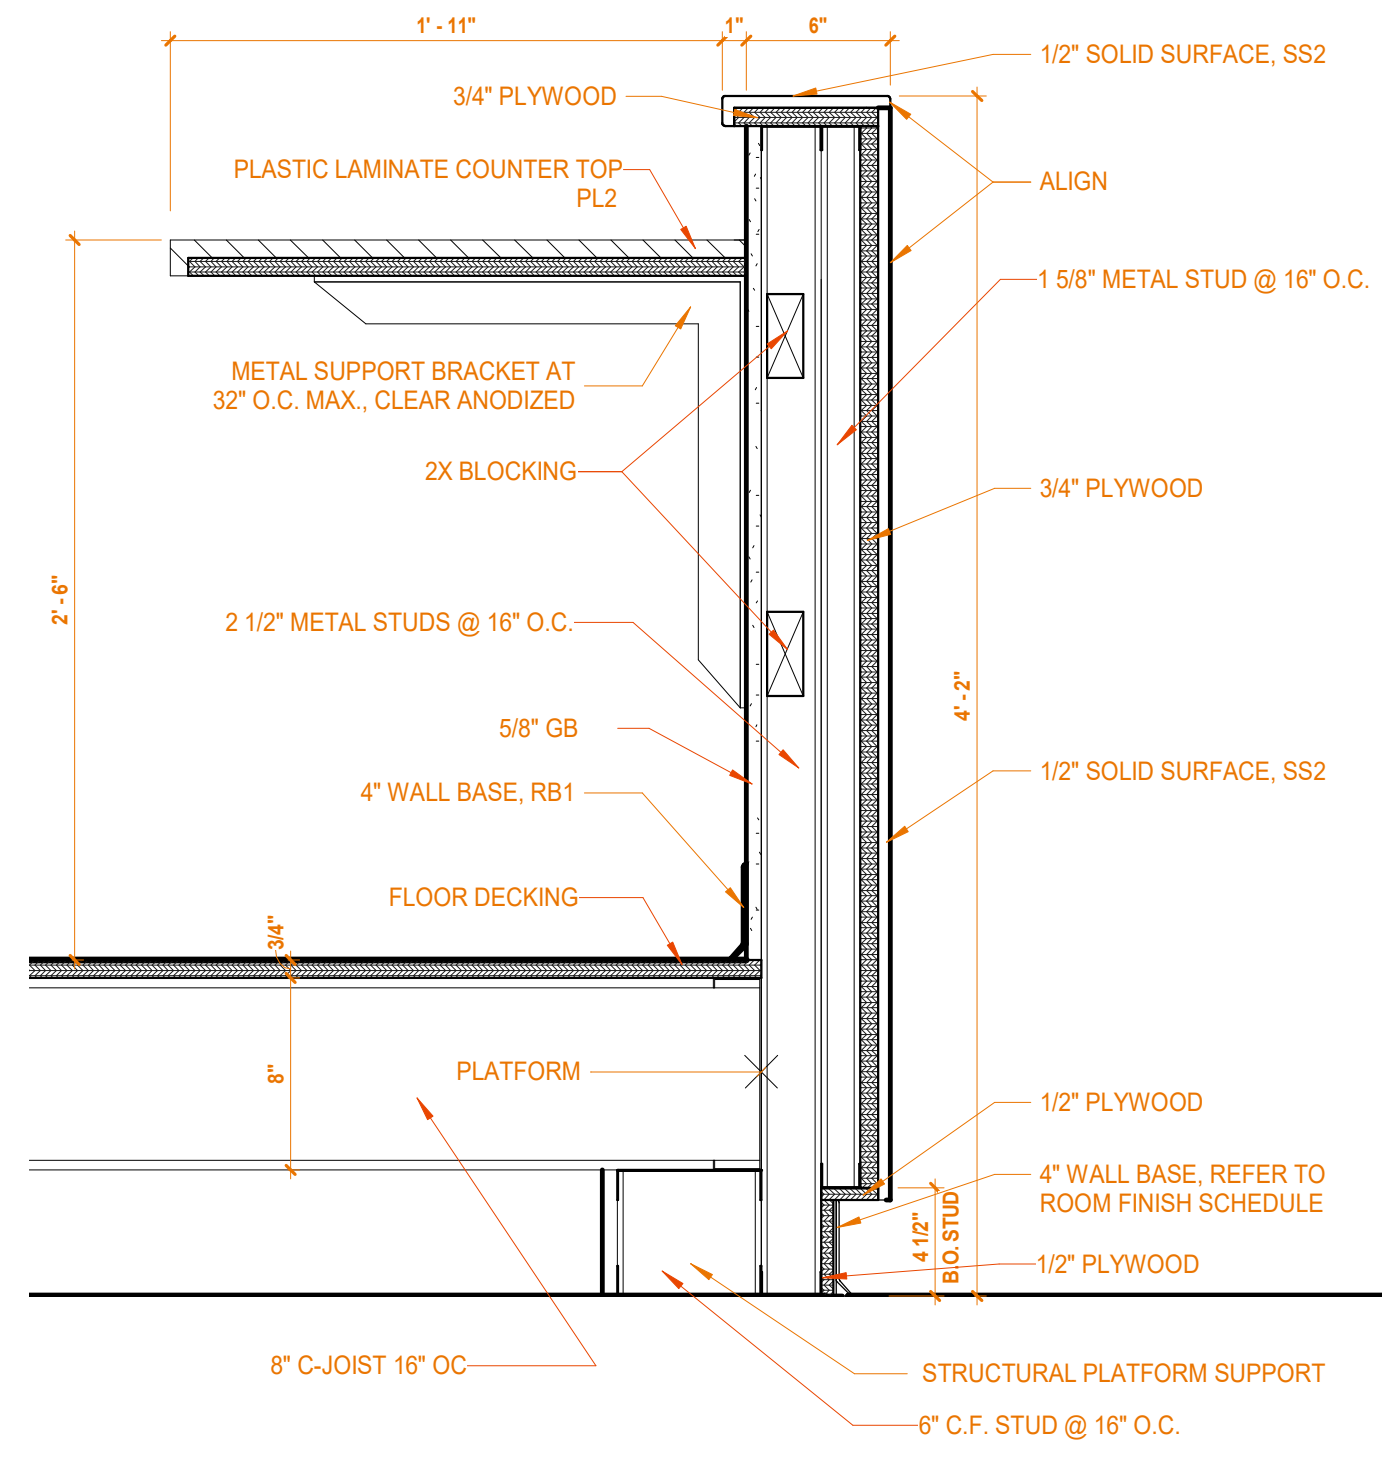 1' - 11"
1"
6"
1/2" SOLID SURFACE, SS2
3/4" PLYWOOD
PLASTIC LAMINATE COUNTER TOP
PL2
ALIGN
1 5/8" METAL STUD @ 16" O.C.
METAL SUPPORT BRACKET AT
32" O.C. MAX., CLEAR ANODIZED
2X BLOCKING
3/4" PLYWOOD
2' - 6"
2 1/2" METAL STUDS @ 16" O.C.
4' - 2"
5/8" GB
1/2" SOLID SURFACE, SS2
4" WALL BASE, RB1
FLOOR DECKING
3/4"
8"
PLATFORM
1/2" PLYWOOD
4" WALL BASE, REFER TO
ROOM FINISH SCHEDULE
4 1/2"
B.O. STUD
1/2" PLYWOOD
8" C-JOIST 16" OC
STRUCTURAL PLATFORM SUPPORT
6" C.F. STUD @ 16" O.C.